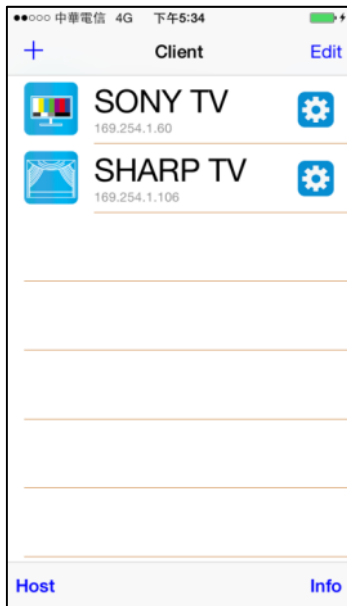 ●●○○○ 中華電信 4G 下午5:34
+ Client Edit
SONY TV
169.254.1.60
SHARP TV
169.254.1.106
Host Info